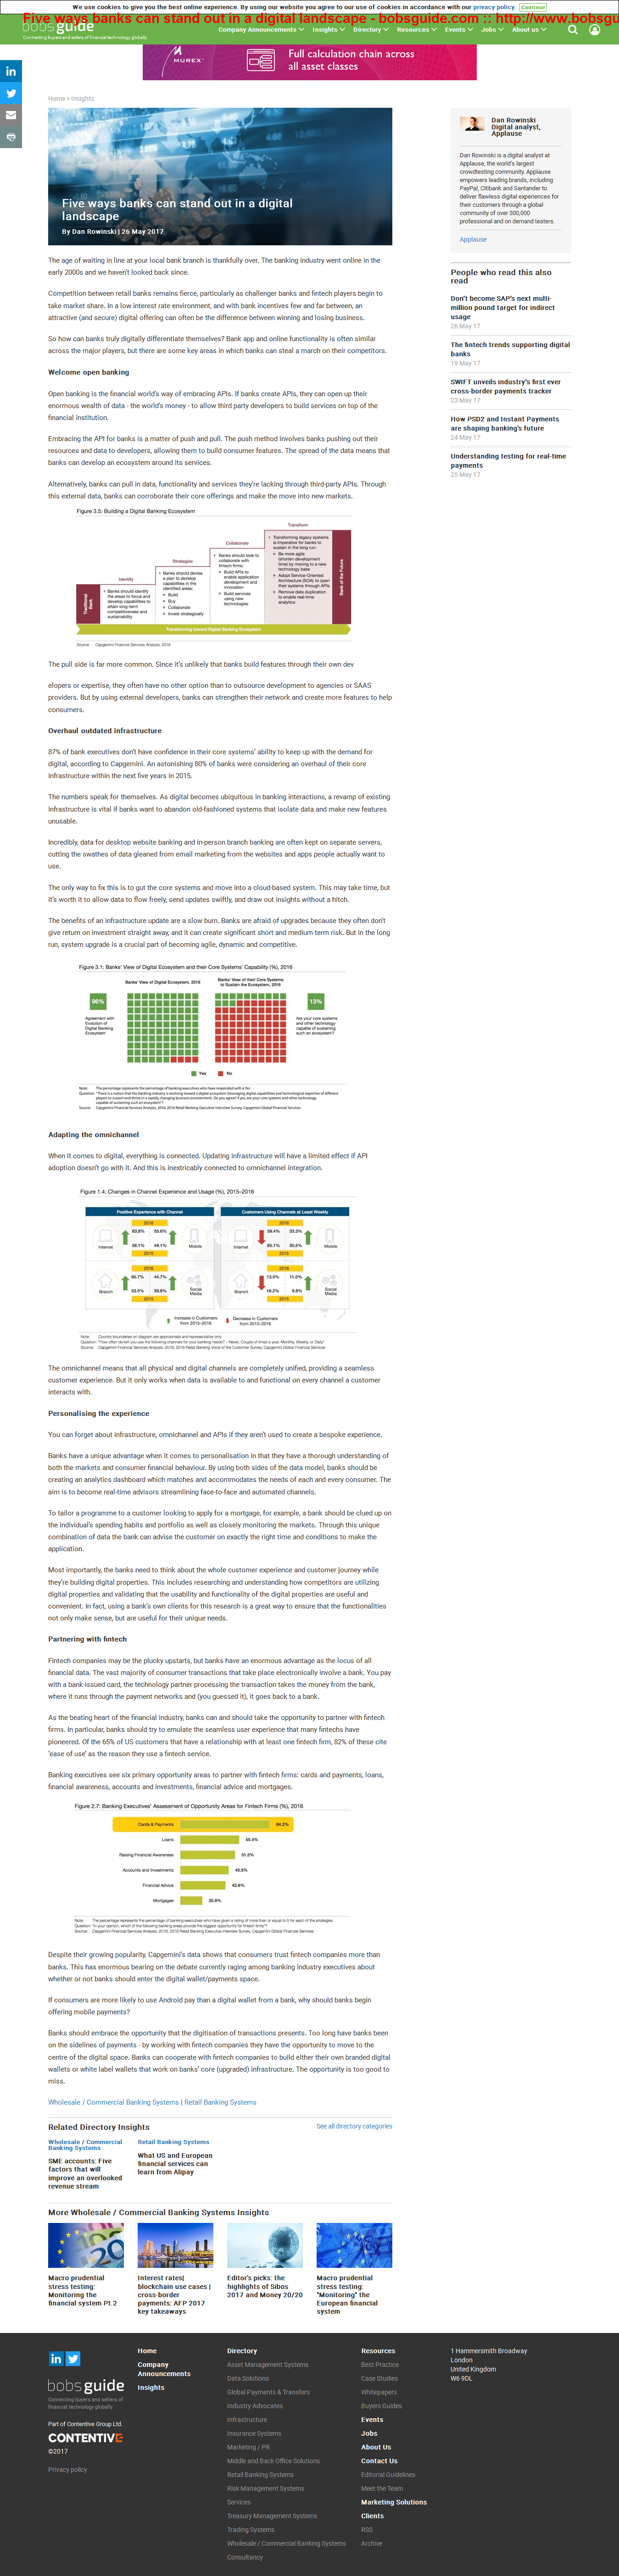 We use cookies to give you the best online experience. By using our website you agree to our use of cookies in accordance with our privacy policy. Continue
Five ways banks can stand out in a digital landscape - bobsguide.com :: http://www.bobsgu
bobsguide
Connecting buyers and sellers of financial technology globally
Company Announcements Insights Directory Resources Events Jobs About us
MUREX
Full calculation chain across
all asset classes
Home > Insights
Five ways banks can stand out in a digital
landscape
By Dan Rowinski | 26 May 2017
The age of waiting in line at your local bank branch is thankfully over. The banking industry went online in the
early 2000s and we haven't looked back since.
Competition between retail banks remains fierce, particularly as challenger banks and fintech players begin to
take market share. In a low interest rate environment, and with bank incentives few and far between, an
attractive (and secure) digital offering can often be the difference between winning and losing business.
So how can banks truly digitally differentiate themselves? Bank app and online functionality is often similar
across the major players, but there are some key areas in which banks can steal a march on their competitors.
Welcome open banking
Open banking is the financial world's way of embracing APIs. If banks create APIs, they can open up their
enormous wealth of data - the world's money - to allow third party developers to build services on top of the
financial institution.
Embracing the API for banks is a matter of push and pull. The push method involves banks pushing out their
resources and data to developers, allowing them to build consumer features. The spread of the data means that
banks can develop an ecosystem around its services.
Alternatively, banks can pull in data, functionality and services they're lacking through third-party APIs. Through
this external data, banks can corroborate their core offerings and make the move into new markets.
Figure 3.5: Building a Digital Banking Ecosystem
Traditional Bank
Identify
Banks should identify the areas to focus on and develop capabilities to attain long-term competitiveness and sustainability
Strategize
Banks should devise a plan to develop capabilities in the identified areas:
Build
Buy
Collaborate
Invest strategically
Collaborate
Banks should look to collaborate with fintech firms:
Build APIs to enable application development and innovation
Build services using new technologies
Transform
Transforming legacy systems is imperative for banks to sustain in the long run:
Be more agile (shorten development time) by moving to a new technology base
Adopt Service-Oriented Architecture (SOA) to open their systems through APIs
Remove data duplication to enable real time analytics
Bank of the Future
Transforming toward Digital Banking Ecosystem
Source: Capgemini Financial Services Analysis, 2016
The pull side is far more common. Since it's unlikely that banks build features through their own dev
elopers or expertise, they often have no other option than to outsource development to agencies or SAAS
providers. But by using external developers, banks can strengthen their network and create more features to help
consumers.
Overhaul outdated infrastructure
87% of bank executives don't have confidence in their core systems' ability to keep up with the demand for
digital, according to Capgemini. An astonishing 80% of banks were considering an overhaul of their core
infrastructure within the next five years in 2015.
The numbers speak for themselves. As digital becomes ubiquitous in banking interactions, a revamp of existing
infrastructure is vital if banks want to abandon old-fashioned systems that isolate data and make new features
unusable.
Incredibly, data for desktop website banking and in-person branch banking are often kept on separate servers,
cutting the swathes of data gleaned from email marketing from the websites and apps people actually want to
use.
The only way to fix this is to gut the core systems and move into a cloud-based system. This may take time, but
it's worth it to allow data to flow freely, send updates swiftly, and draw out insights without a hitch.
The benefits of an infrastructure update are a slow burn. Banks are afraid of upgrades because they often don't
give return on investment straight away, and it can create significant short and medium term risk. But in the long
run, system upgrade is a crucial part of becoming agile, dynamic and competitive.
Figure 3.1: Banks' View of Digital Ecosystem and their Core Systems' Capability (%), 2016
Banks' View of Digital Ecosystem
Banks' View of their Core Systems to Sustain the Digital Ecosystem
96%
Agreement with Evolution of Digital Banking Ecosystem
13%
Are your core and other technology systems capable of sustaining such an ecosystem?
Yes No
Note: The percentage represents the percentage of banking executives who have responded with a Yes
Source: Capgemini Financial Services Analysis, 2016; 2016 Retail Banking Executive Interview Survey, Capgemini Global Financial Services
Adapting the omnichannel
When it comes to digital, everything is connected. Updating infrastructure will have a limited effect if API
adoption doesn't go with it. And this is inextricably connected to omnichannel integration.
Figure 1.4: Changes in Channel Experience and Usage (%), 2015–2016
Positive Experience with Channel Customers Using Channels at Least Weekly
2016 2016
Internet 63.8% 55.6% Mobile Internet 59.4% 33.3% Mobile
58.1% 49.1% 65.1% 30.5%
2015 2015
2016 2016
Branch 60.7% 44.7% Social Media Branch 13.0% 11.0% Social Media
53.5% 39.8% 16.2% 9.8%
2015 2015
Increase in Customers from 2015–2016 Decrease in Customers from 2015–2016
Note: Country boundaries on diagram are approximate and representative only
Question: "How often do/will you use the following channels for your banking needs? – Never, Couple of a year, Monthly, Weekly, or Daily"
Source: Capgemini Financial Services Analysis, 2016; 2016 Retail Banking Voice of the Customer Survey, Capgemini Global Financial Services
The omnichannel means that all physical and digital channels are completely unified, providing a seamless
customer experience. But it only works when data is available to and functional on every channel a customer
interacts with.
Personalising the experience
You can forget about infrastructure, omnichannel and APIs if they aren't used to create a bespoke experience.
Banks have a unique advantage when it comes to personalisation in that they have a thorough understanding of
both the markets and consumer financial behaviour. By using both sides of the data model, banks should be
creating an analytics dashboard which matches and accommodates the needs of each and every consumer. The
aim is to become real-time advisors streamlining face-to-face and automated channels.
To tailor a programme to a customer looking to apply for a mortgage, for example, a bank should be clued up on
the individual's spending habits and portfolio as well as closely monitoring the markets. Through this unique
combination of data the bank can advise the customer on exactly the right time and conditions to make the
application.
Most importantly, the banks need to think about the whole customer experience and customer journey while
they're building digital properties. This includes researching and understanding how competitors are utilizing
digital properties and validating that the usability and functionality of the digital properties are useful and
convenient. In fact, using a bank's own clients for this research is a great way to ensure that the functionalities
not only make sense, but are useful for their unique needs.
Partnering with fintech
Fintech companies may be the plucky upstarts, but banks have an enormous advantage as the locus of all
financial data. The vast majority of consumer transactions that take place electronically involve a bank. You pay
with a bank-issued card, the technology partner processing the transaction takes the money from the bank,
where it runs through the payment networks and (you guessed it), it goes back to a bank.
As the beating heart of the financial industry, banks can and should take the opportunity to partner with fintech
firms. In particular, banks should try to emulate the seamless user experience that many fintechs have
pioneered. Of the 65% of US customers that have a relationship with at least one fintech firm, 82% of these cite
'ease of use' as the reason they use a fintech service.
Banking executives see six primary opportunity areas to partner with fintech firms: cards and payments, loans,
financial awareness, accounts and investments, financial advice and mortgages.
Figure 2.7: Banking Executives' Assessment of Opportunity Areas for Fintech Firms (%), 2016
Cards & Payments 84.2%
Loans 55.4%
Raising Financial Awareness 51.5%
Accounts and Investments 45.5%
Financial Advice 42.6%
Mortgages 20.8%
Note: The percentage represents the percentage of banking executives who have given a rating of more than or equal to 6 for each of the strategies
Question: "In your opinion, which of the following banking areas provides the biggest opportunity for fintech firms?"
Source: Capgemini Financial Services Analysis, 2016; 2016 Retail Banking Executive Interview Survey, Capgemini Global Financial Services
Despite their growing popularity, Capgemini's data shows that consumers trust fintech companies more than
banks. This has enormous bearing on the debate currently raging among banking industry executives about
whether or not banks should enter the digital wallet/payments space.
If consumers are more likely to use Android pay than a digital wallet from a bank, why should banks begin
offering mobile payments?
Banks should embrace the opportunity that the digitisation of transactions presents. Too long have banks been
on the sidelines of payments - by working with fintech companies they have the opportunity to move to the
centre of the digital space. Banks can cooperate with fintech companies to build either their own branded digital
wallets or white label wallets that work on banks' core (upgraded) infrastructure. The opportunity is too good to
miss.
Wholesale / Commercial Banking Systems | Retail Banking Systems
Related Directory Insights
See all directory categories
Wholesale / Commercial
Banking Systems
SME accounts: Five
factors that will
improve an overlooked
revenue stream
Retail Banking Systems
What US and European
financial services can
learn from Alipay
More Wholesale / Commercial Banking Systems Insights
Macro prudential
stress testing:
Monitoring the
financial system Pt.2
Interest rates|
blockchain use cases |
cross-border
payments: AFP 2017
key takeaways
Editor's picks: the
highlights of Sibos
2017 and Money 20/20
Macro prudential
stress testing:
"Monitoring" the
European financial
system
Dan Rowinski
Digital analyst,
Applause
Dan Rowinski is a digital analyst at
Applause, the world's largest
crowdtesting community. Applause
empowers leading brands, including
PayPal, Citibank and Santander to
deliver flawless digital experiences for
their customers through a global
community of over 300,000
professional and on demand testers.
Applause
People who read this also
read
Don't become SAP's next multi-
million pound target for indirect
usage
26 May 17
The fintech trends supporting digital
banks
19 May 17
SWIFT unveils industry's first ever
cross-border payments tracker
23 May 17
How PSD2 and Instant Payments
are shaping banking's future
24 May 17
Understanding testing for real-time
payments
25 May 17
bobsguide
Connecting buyers and sellers of
financial technology globally
Part of Contentive Group Ltd.
CONTENTIVE
©2017
Privacy policy
Home
Company
Announcements
Insights
Directory
Asset Management Systems
Data Solutions
Global Payments & Transfers
Industry Advocates
Infrastructure
Insurance Systems
Marketing / PR
Middle and Back Office Solutions
Retail Banking Systems
Risk Management Systems
Services
Treasury Management Systems
Trading Systems
Wholesale / Commercial Banking Systems
Consultancy
Resources
Best Practice
Case Studies
Whitepapers
Buyers Guides
Events
Jobs
About Us
Contact Us
Editorial Guidelines
Meet the Team
Marketing Solutions
Clients
RSS
Archive
1 Hammersmith Broadway
London
United Kingdom
W6 9DL